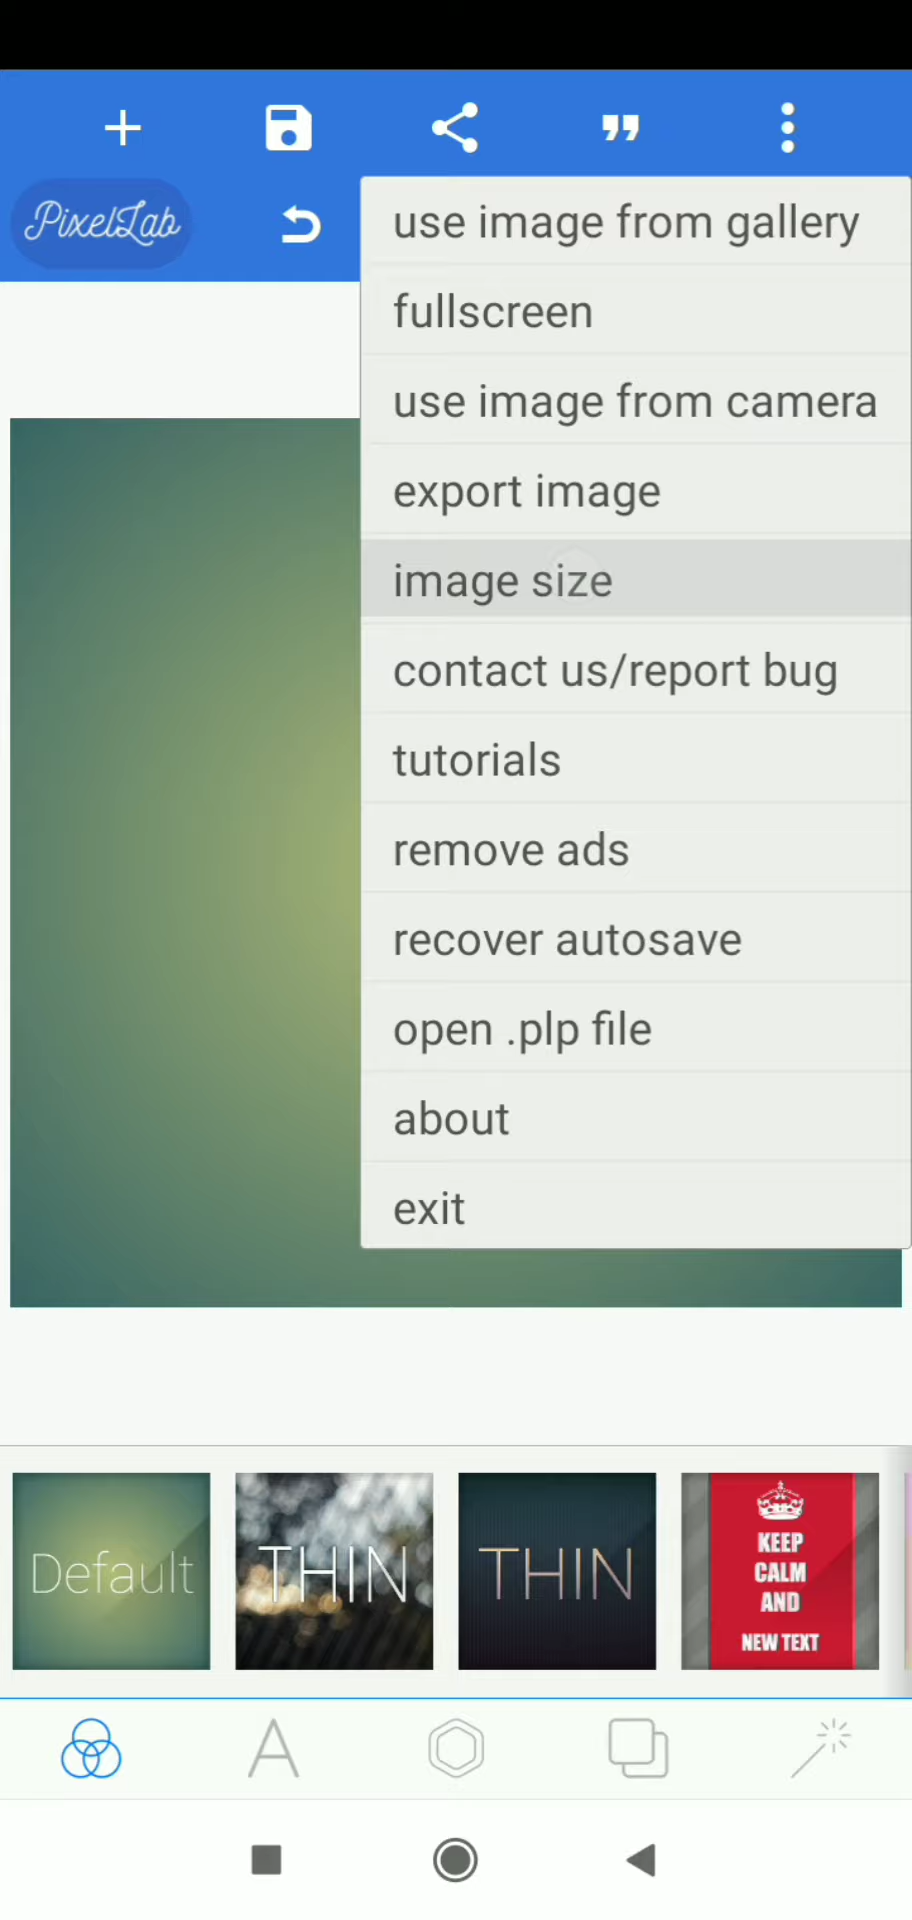 PixelLab
use image from gallery
fullscreen
use image from camera
export image
image size
contact us/report bug
tutorials
remove ads
recover autosave
open .plp file
about
exit
Default
THIN
THIN
KEEP
CALM
AND
NEW TEXT
A